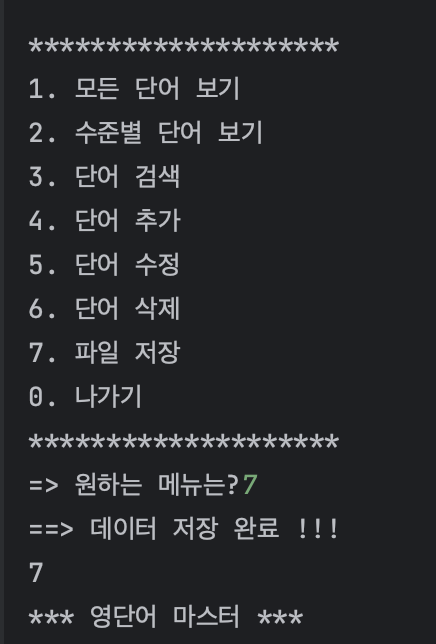 ********************
1. 모든 단어 보기
2. 수준별 단어 보기
3. 단어 검색
4. 단어 추가
5. 단어 수정
6. 단어 삭제
7. 파일 저장
0. 나가기
********************
=> 원하는 메뉴는?7
==> 데이터 저장 완료 !!!
7
*** 영단어 마스터 ***